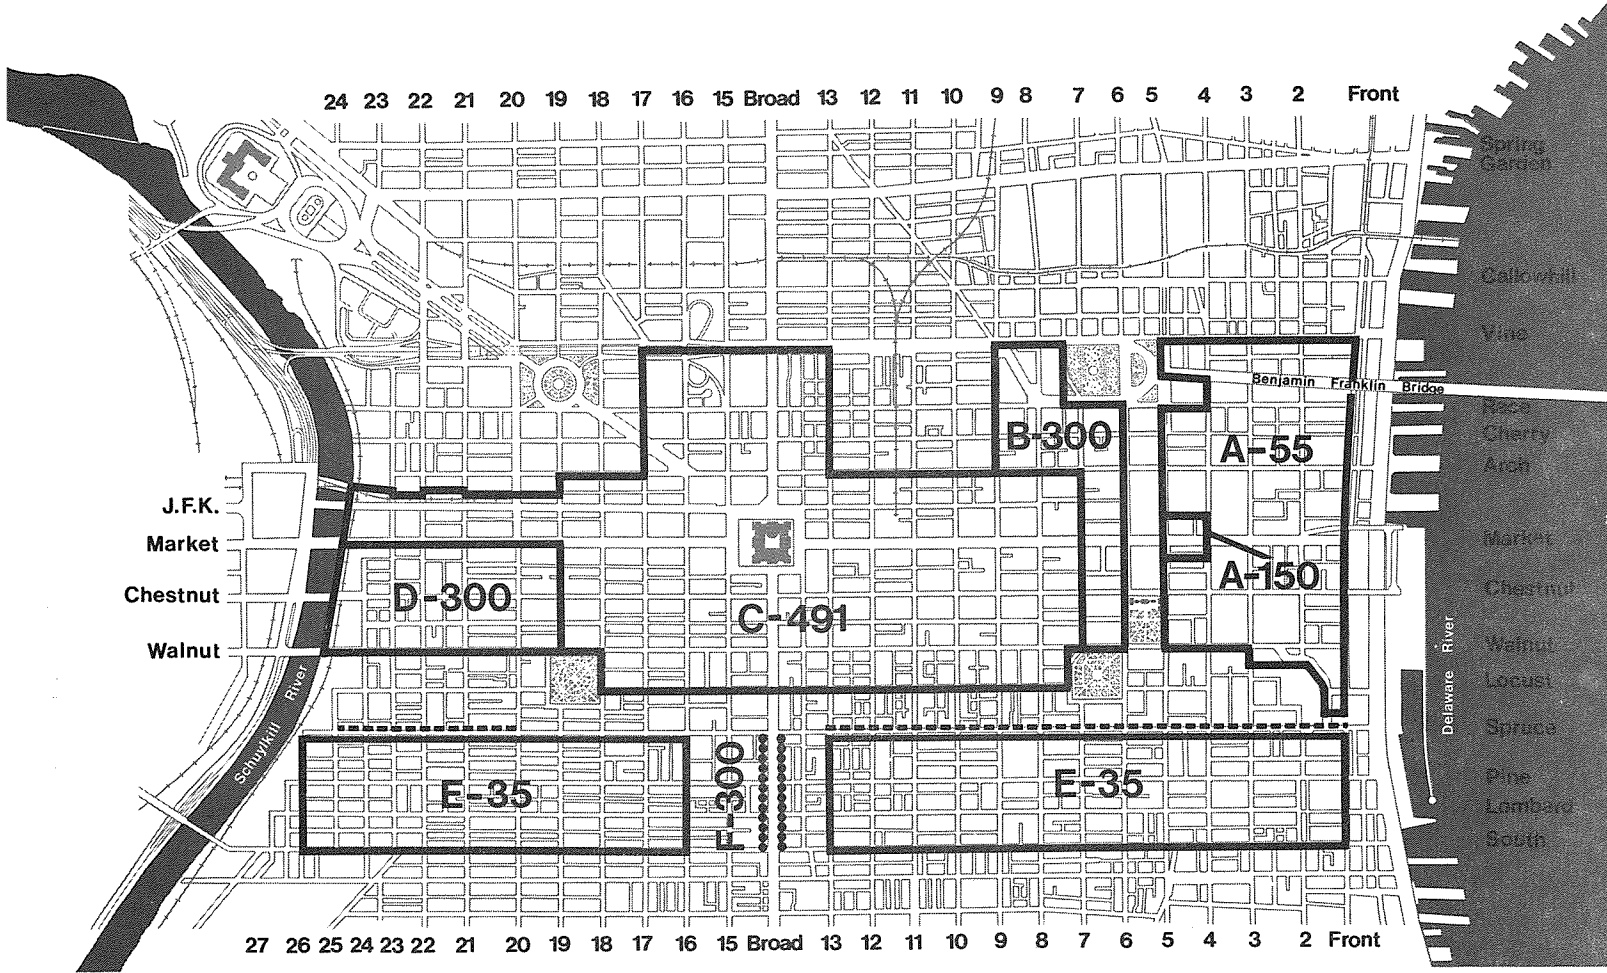 24 23 22 21 20 19 18 17 16 15 Broad 13 12 11 10 9 8 7 6 5 4 3 2 Front
Spring
Garden
Callowhill
Vine
Benjamin Franklin Bridge
Race
Cherry
B-300
A-55
Arch
J.F.K.
Market
Market
A-150
Chestnut
Chestnut
D-300
C-491
Walnut
Walnut
Locust
Schuylkill River
Delaware River
Spruce
Pine
E-35
F-300
E-35
Lombard
South
27 26 25 24 23 22 21 20 19 18 17 16 15 Broad 13 12 11 10 9 8 7 6 5 4 3 2 Front